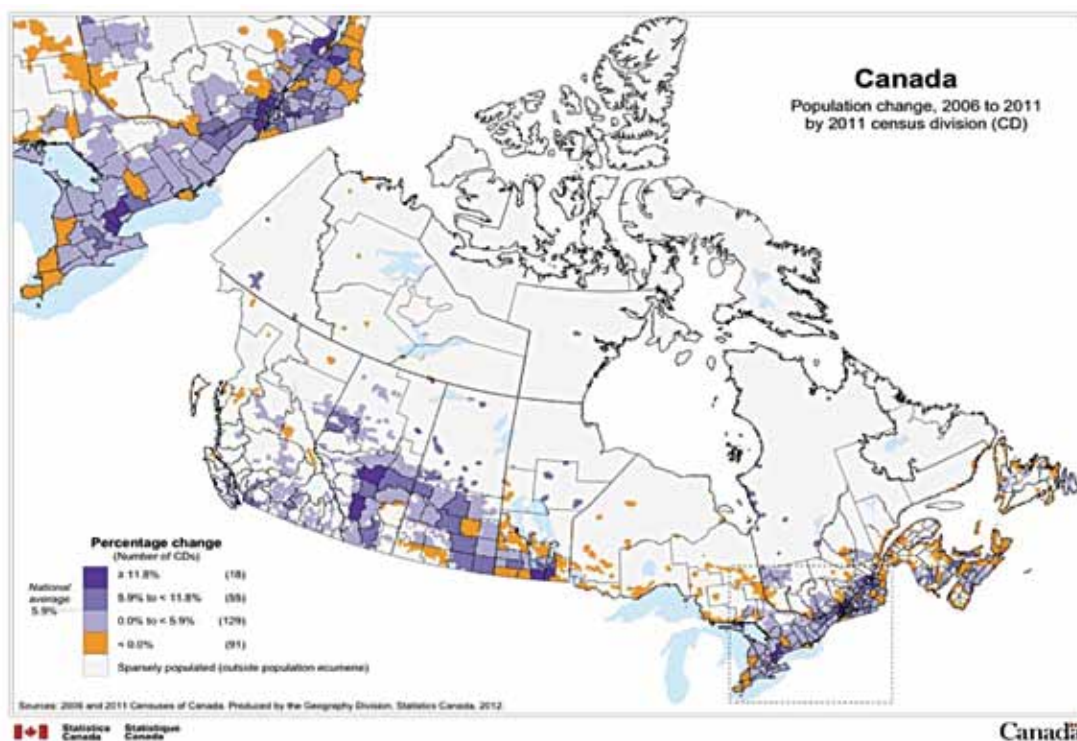 Canada
Population change, 2006 to 2011
by 2011 census division (CD)
Percentage change
(Number of CDs)
National
average
5.9%
≥ 11.8% (18)
5.9% to < 11.8% (55)
0.0% to < 5.9% (129)
< 0.0% (91)
Sparsely populated (outside population ecumene)
Sources: 2006 and 2011 Censuses of Canada. Produced by the Geography Division, Statistics Canada, 2012.
Statistics Statistique
Canada Canada
Canada